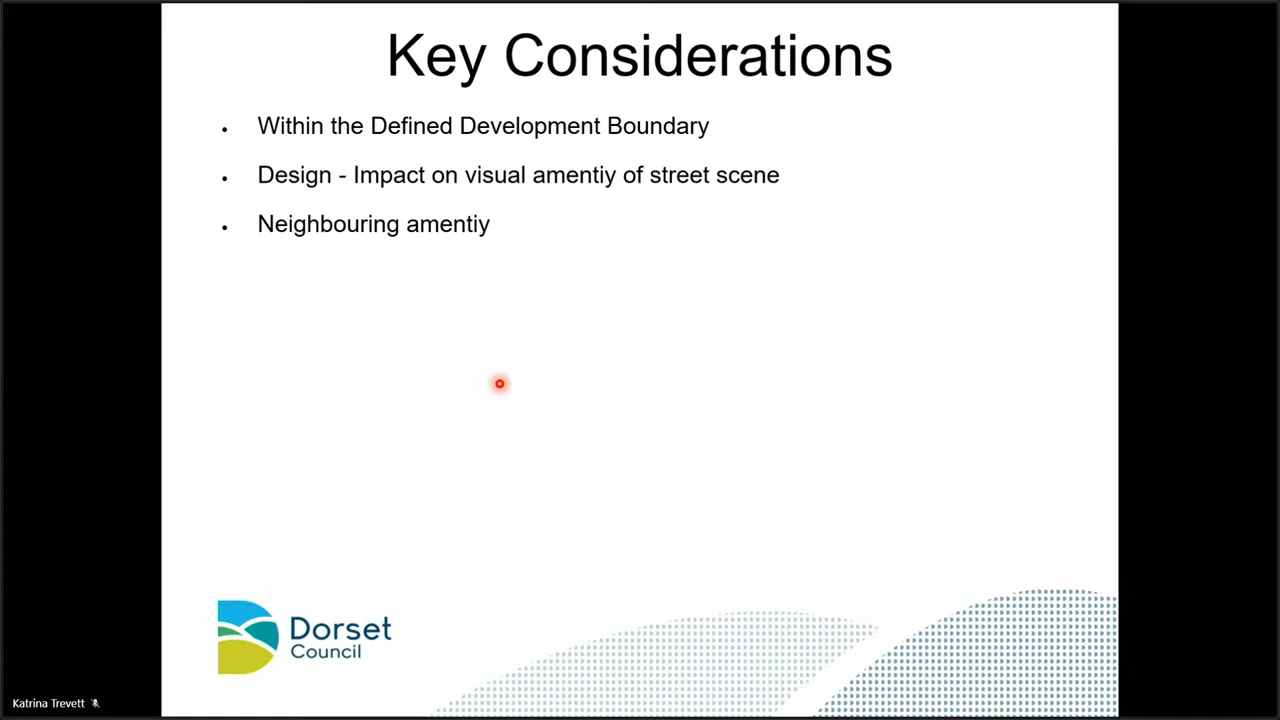 Key Considerations
• Within the Defined Development Boundary
• Design - Impact on visual amentiy of street scene
• Neighbouring amentiy
Dorset
Council
Katrina Trevett